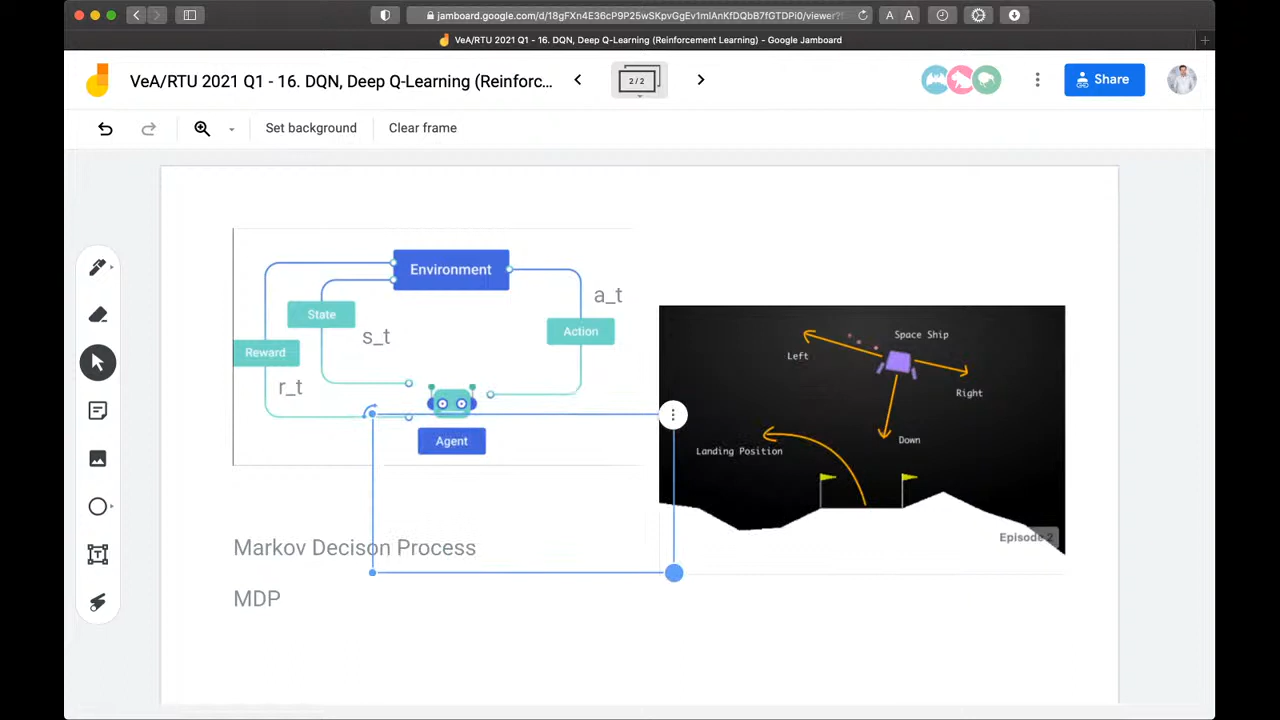 jamboard.google.com/d/18gFXn4E36cP9P25wSKpvGgEv1mlAnKfDQbB7fGTDPi0/viewer?
A A
VeA/RTU 2021 Q1 - 16. DQN, Deep Q-Learning (Reinforcement Learning) - Google Jamboard
VeA/RTU 2021 Q1 - 16. DQN, Deep Q-Learning (Reinforc...
2/2
Share
Set background
Clear frame
Environment
State
s_t
a_t
Action
Reward
r_t
Agent
Space Ship
Left
Right
Down
Landing Position
Episode 2
Markov Decison Process
MDP